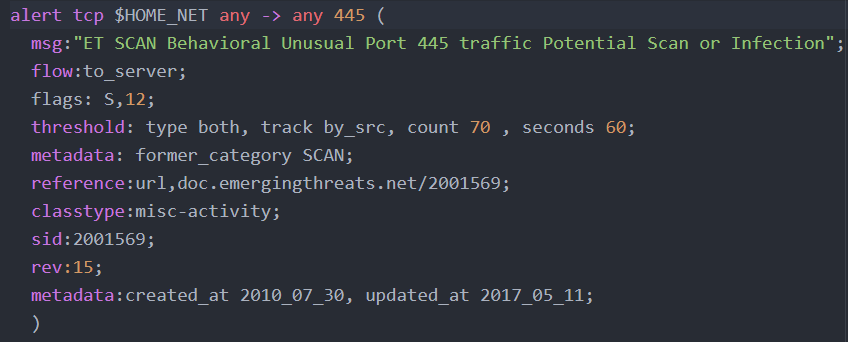 alert tcp $HOME_NET any -> any 445 (
msg:"ET SCAN Behavioral Unusual Port 445 traffic Potential Scan or Infection";
flow:to_server;
flags: S,12;
threshold: type both, track by_src, count 70 , seconds 60;
metadata: former_category SCAN;
reference:url,doc.emergingthreats.net/2001569;
classtype:misc-activity;
sid:2001569;
rev:15;
metadata:created_at 2010_07_30, updated_at 2017_05_11;
)